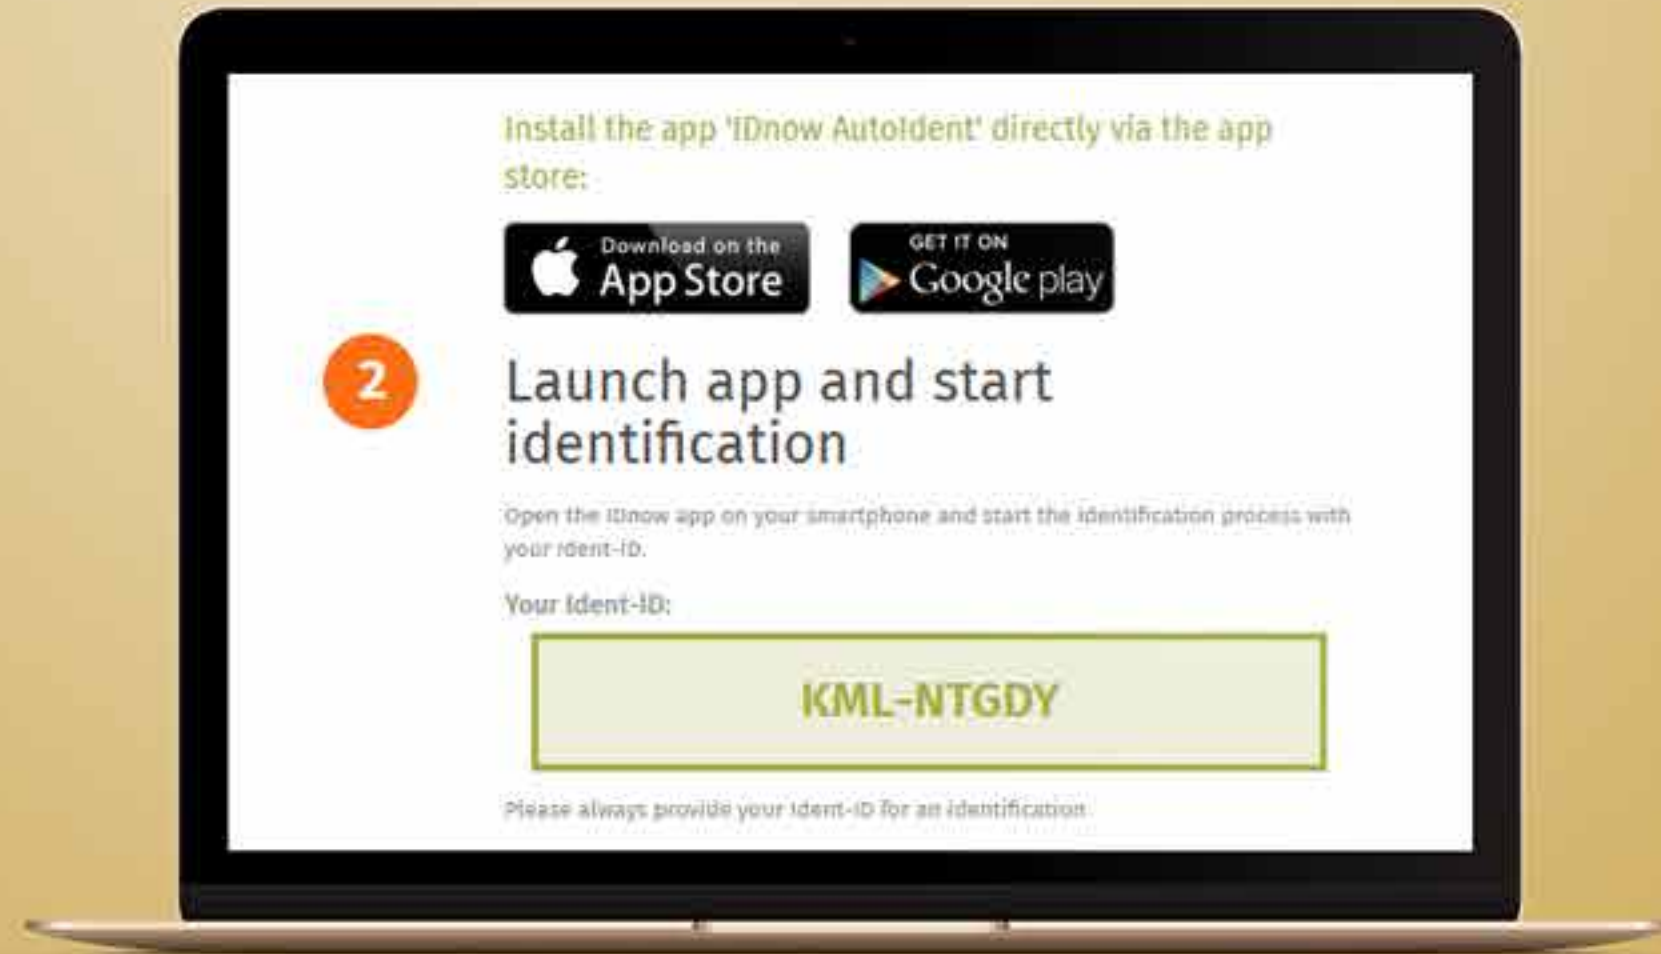 Install the app 'IDnow AutoIdent' directly via the app
store:
Download on the
App Store
GET IT ON
Google play
2
Launch app and start
identification
Open the IDnow app on your smartphone and start the identification process with
your Ident-ID.
Your Ident-ID:
KML-NTGDY
Please always provide your Ident-ID for an identification